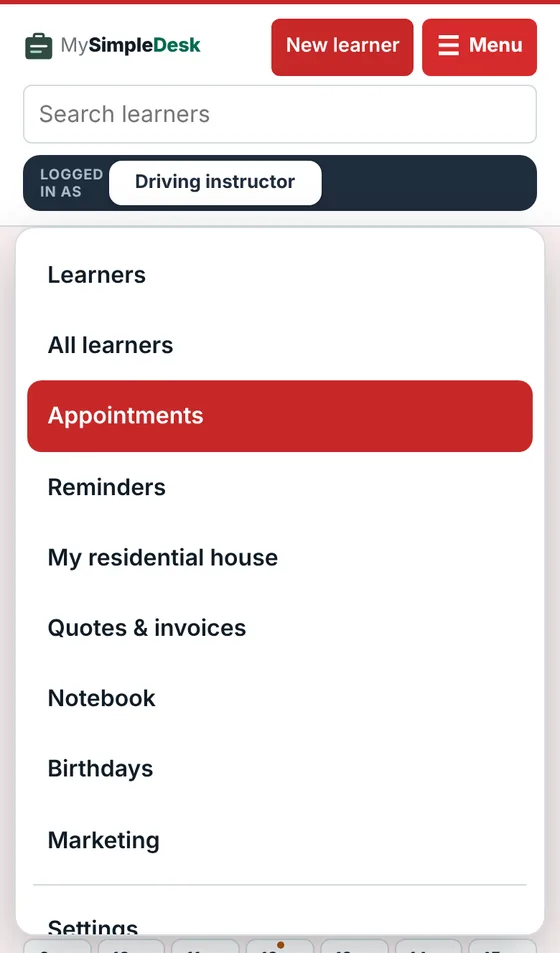 MySimpleDesk
New learner
☰ Menu
Search learners
LOGGED
IN AS
Driving instructor
Learners
All learners
Appointments
Reminders
My residential house
Quotes & invoices
Notebook
Birthdays
Marketing
Settings